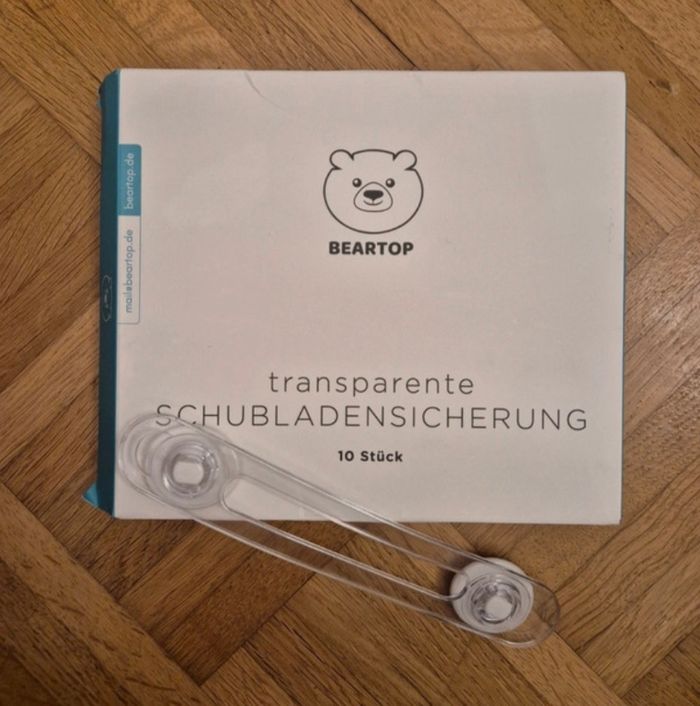 BEARTOP
transparente
SCHUBLADENSICHERUNG
10 Stück
beartop.de
mail@beartop.de